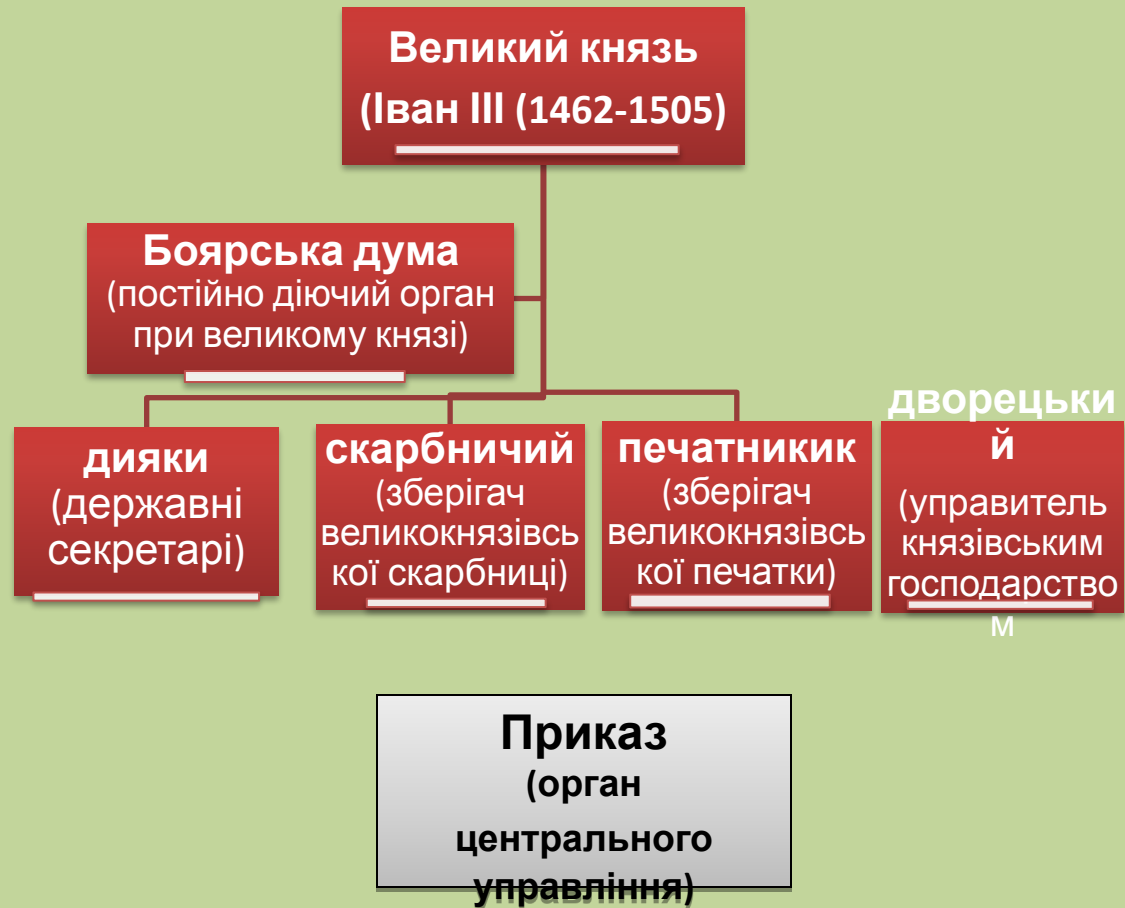 Великий князь
(Іван ІІІ (1462-1505)
Боярська дума
(постійно діючий орган
при великому князі)
дияки
(державні
секретарі)
скарбничий
(зберігач
великокнязівсь
кої скарбниці)
печатникик
(зберігач
великокнязівсь
кої печатки)
дворецьки
й
(управитель
князівським
господарство
м
Приказ
(орган
центрального
управління)